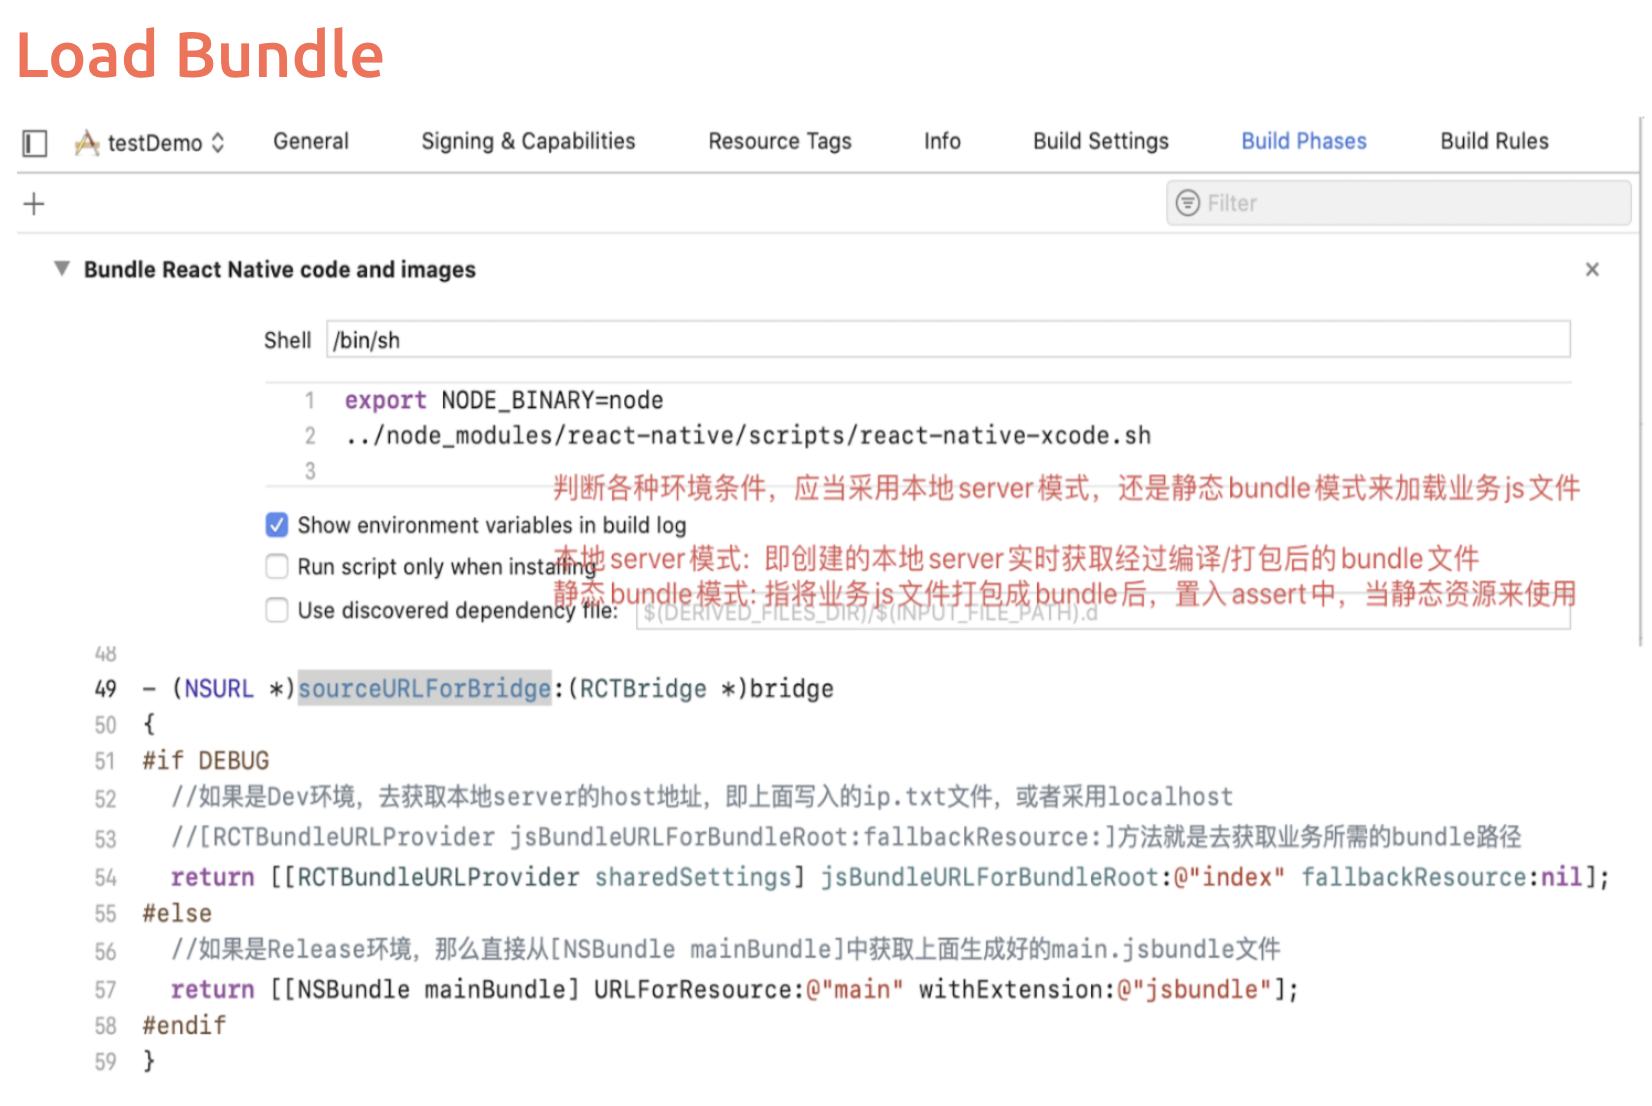 Load Bundle
testDemo General Signing & Capabilities Resource Tags Info Build Settings Build Phases Build Rules
Filter
Bundle React Native code and images
Shell /bin/sh
1 export NODE_BINARY=node
2 ../node_modules/react-native/scripts/react-native-xcode.sh
3
判断各种环境条件，应当采用本地server模式，还是静态bundle模式来加载业务js文件
Show environment variables in build log
本地server模式：即创建的本地server实时获取经过编译/打包后的bundle文件
Run script only when installing
静态bundle模式：指将业务js文件打包成bundle后，置入assert中，当静态资源来使用
Use discovered dependency file: $(DERIVED_FILES_DIR)/$(INPUT_FILE_PATH).d
48
49 - (NSURL *)sourceURLForBridge:(RCTBridge *)bridge
50 {
51 #if DEBUG
52 //如果是Dev环境，去获取本地server的host地址，即上面写入的ip.txt文件，或者采用localhost
53 //[RCTBundleURLProvider jsBundleURLForBundleRoot:fallbackResource:]方法就是去获取业务所需的bundle路径
54 return [[RCTBundleURLProvider sharedSettings] jsBundleURLForBundleRoot:@"index" fallbackResource:nil];
55 #else
56 //如果是Release环境，那么直接从[NSBundle mainBundle]中获取上面生成好的main.jsbundle文件
57 return [[NSBundle mainBundle] URLForResource:@"main" withExtension:@"jsbundle"];
58 #endif
59 }